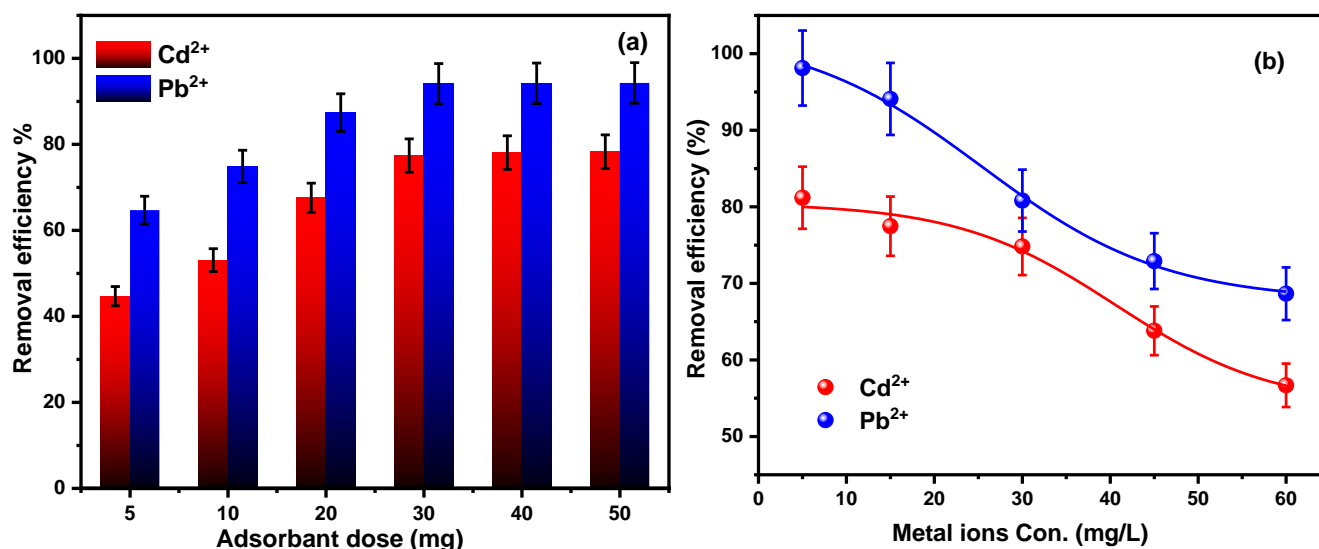 (a)
Cd²⁺
Pb²⁺
Removal efficiency %
100
80
60
40
20
0
5 10 20 30 40 50
Adsorbant dose (mg)
(b)
Removal efficiency (%)
100
90
80
70
60
50
Cd²⁺
Pb²⁺
0 10 20 30 40 50 60
Metal ions Con. (mg/L)